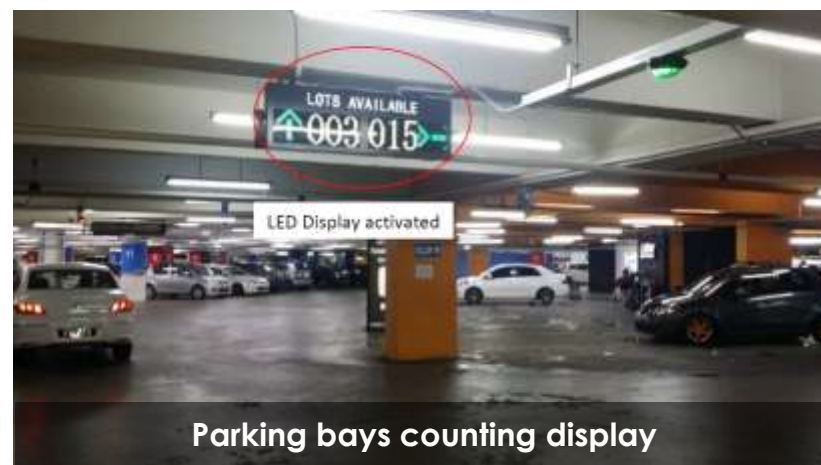 LOTS AVAILABLE
003 015
LED Display activated
Parking bays counting display